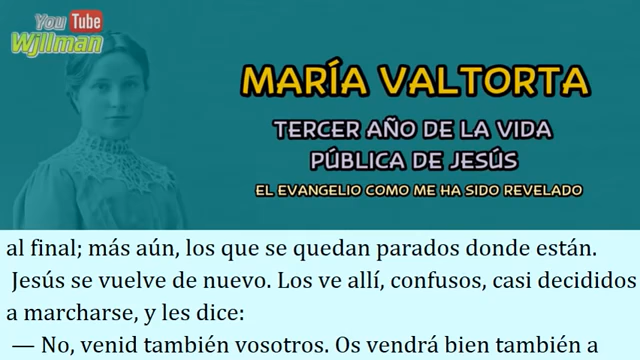 You Tube
Wjllman
MARÍA VALTORTA
TERCER AÑO DE LA VIDA
PÚBLICA DE JESÚS
EL EVANGELIO COMO ME HA SIDO REVELADO
al final; más aún, los que se quedan parados donde están.
Jesús se vuelve de nuevo. Los ve allí, confusos, casi decididos
a marcharse, y les dice:
— No, venid también vosotros. Os vendrá bien también a